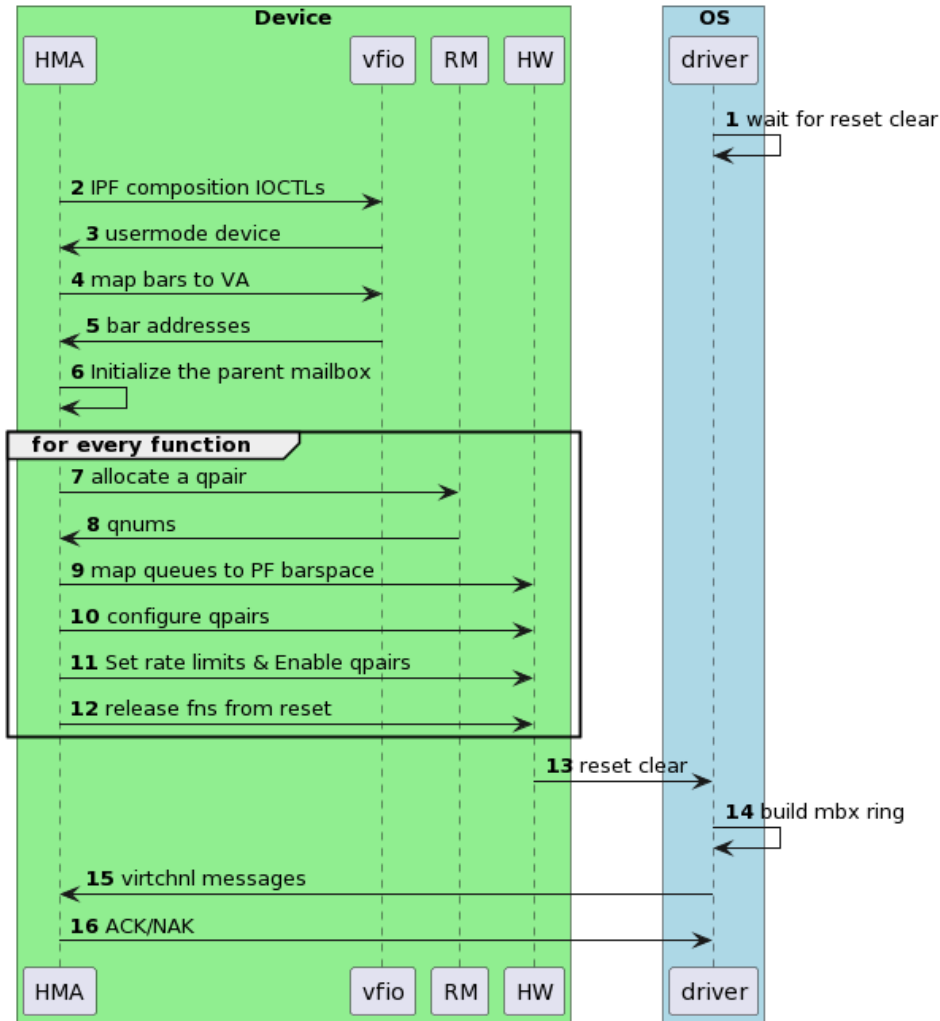 Device OS
HMA vfio RM HW driver
1 wait for reset clear
2 IPF composition IOCTLs
3 usermode device
4 map bars to VA
5 bar addresses
6 Initialize the parent mailbox
for every function
7 allocate a qpair
8 qnums
9 map queues to PF barspace
10 configure qpairs
11 Set rate limits & Enable qpairs
12 release fns from reset
13 reset clear
14 build mbx ring
15 virtchnl messages
16 ACK/NAK
HMA vfio RM HW driver